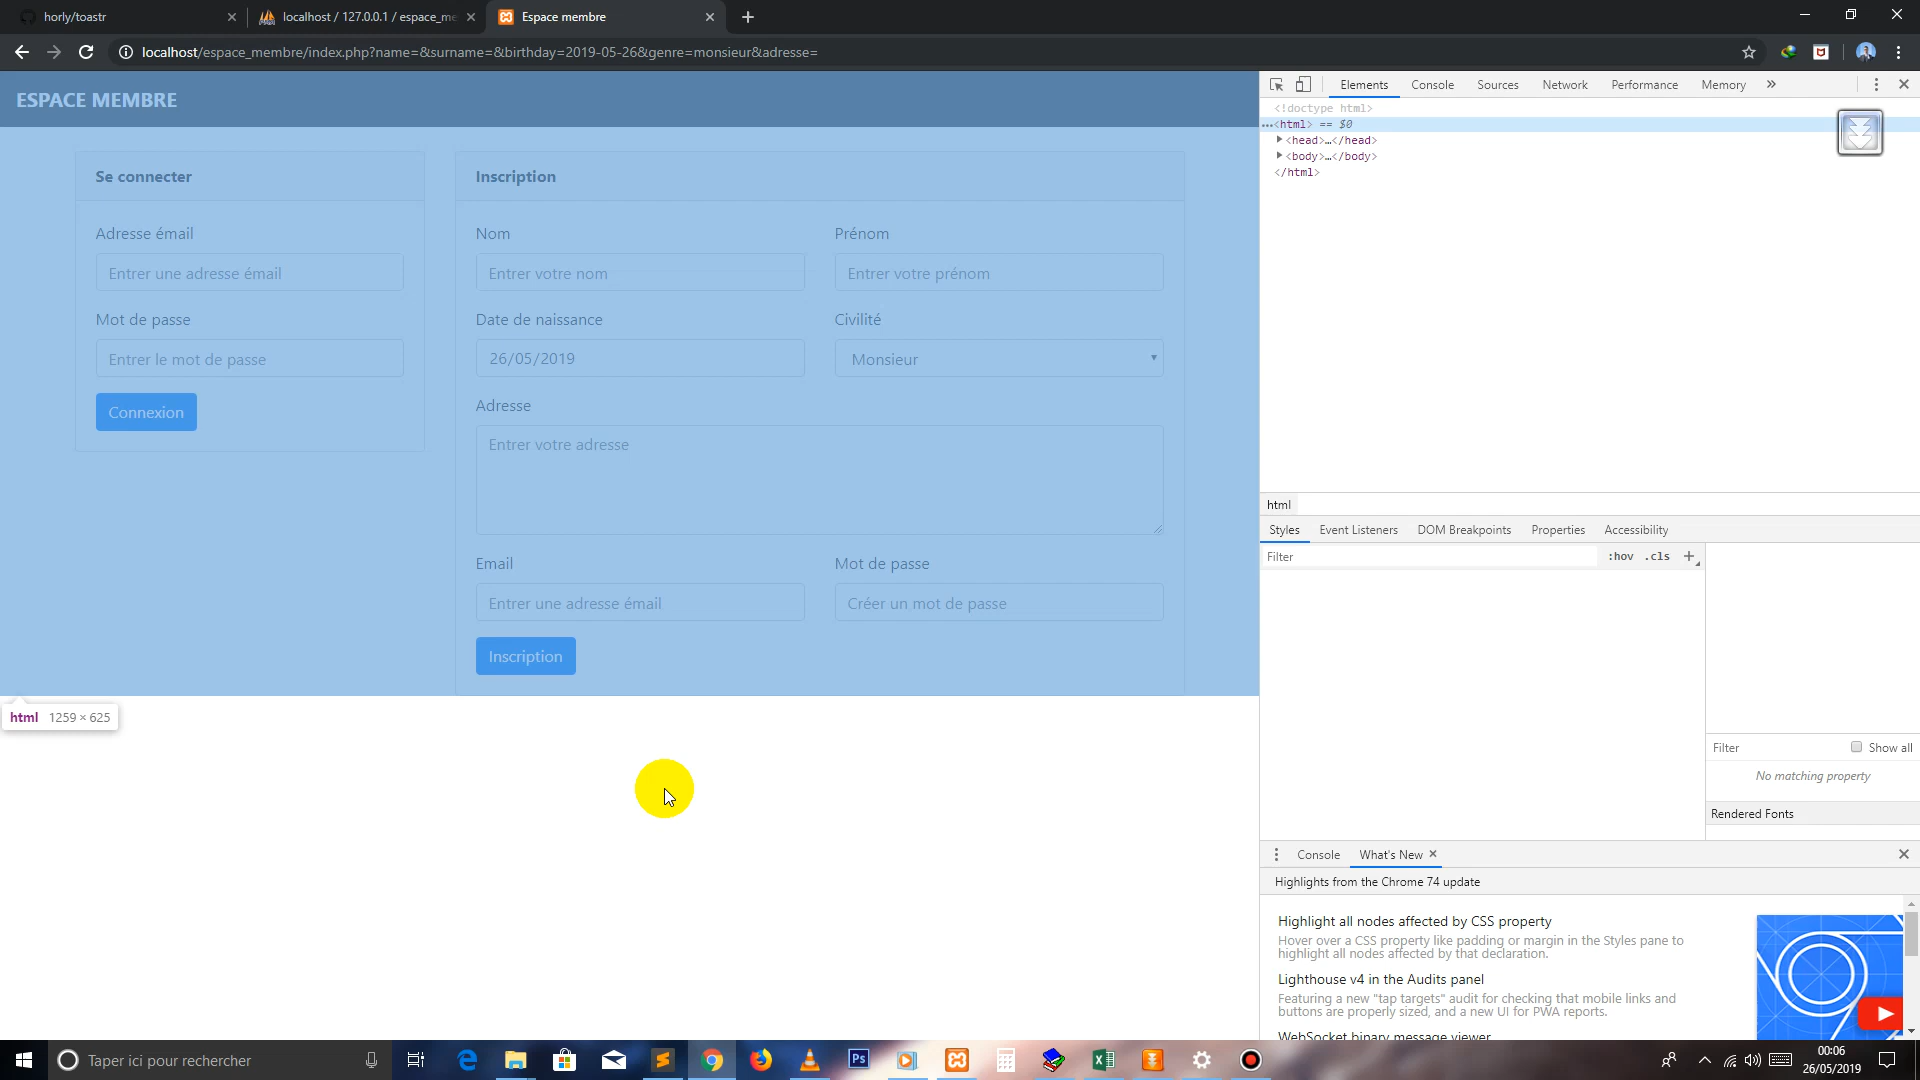 horly/toastr
localhost / 127.0.0.1 / espace_me
Espace membre
localhost/espace_membre/index.php?name=&surname=&birthday=2019-05-26&genre=monsieur&adresse=
ESPACE MEMBRE
Se connecter
Adresse émail
Entrer une adresse émail
Mot de passe
Entrer le mot de passe
Connexion
Inscription
Nom
Prénom
Entrer votre nom
Entrer votre prénom
Date de naissance
Civilité
26/05/2019
Monsieur
Adresse
Entrer votre adresse
Email
Mot de passe
Entrer une adresse émail
Créer un mot de passe
Inscription
html 1259 × 625
Elements Console Sources Network Performance Memory »
<!doctype html>
...<html> == $0
<head>…</head>
<body>…</body>
</html>
html
Styles Event Listeners DOM Breakpoints Properties Accessibility
Filter :hov .cls +
Filter Show all
No matching property
Rendered Fonts
Console What's New
Highlights from the Chrome 74 update
Highlight all nodes affected by CSS property
Hover over a CSS property like padding or margin in the Styles pane to
highlight all nodes affected by that declaration.
Lighthouse v4 in the Audits panel
Featuring a new "tap targets" audit for checking that mobile links and
buttons are properly sized, and a new UI for PWA reports.
WebSocket binary message viewer
Taper ici pour rechercher
Ps
00:06
26/05/2019